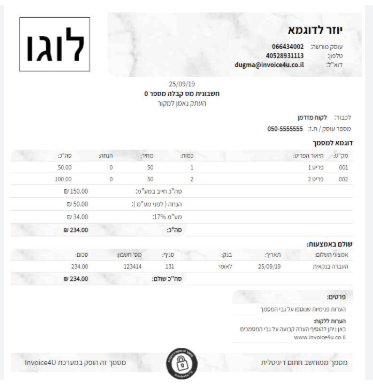 לוגו
יוזר לדוגמא
עוסק מורשה: 066434002
טלפון: 40528931113
דוא"ל: dugma@invoice4u.co.il
25/09/19
חשבונית מס קבלה מספר 0
העתק נאמן למקור
לכבוד: לקוח מזדמן
מספר עוסק / ת.ז: 050-5555555
דוגמא למסמך
מק"ט: תיאור הפריט: כמות: מחיר: הנחה: סה"כ:
001 פריט 1 1 50 0 50.00
002 פריט 2 2 50 0 100.00
סה"כ חייב במע"מ: 150.00 ₪
הנחה ( לפני מע"מ ): 50.00 ₪
מע"מ 17%: 34.00 ₪
סה"כ: 234.00 ₪
שולם באמצעות:
אמצעי תשלום: תאריך: בנק: סניף: מס' חשבון: סכום:
העברה בנקאית 25/09/19 לאומי 131 123414 234.00
סה"כ שולם: 234.00 ₪
פרטים:
הערות פנימיות שנוספו על גבי המסמך
הערות ללקוח:
כאן ניתן להוסיף הערה קבועה על גבי המסמכים
www.invoice4u.co.il
מסמך ממוחשב חתום דיגיטלית
מסמך זה הופק במערכת Invoice4U